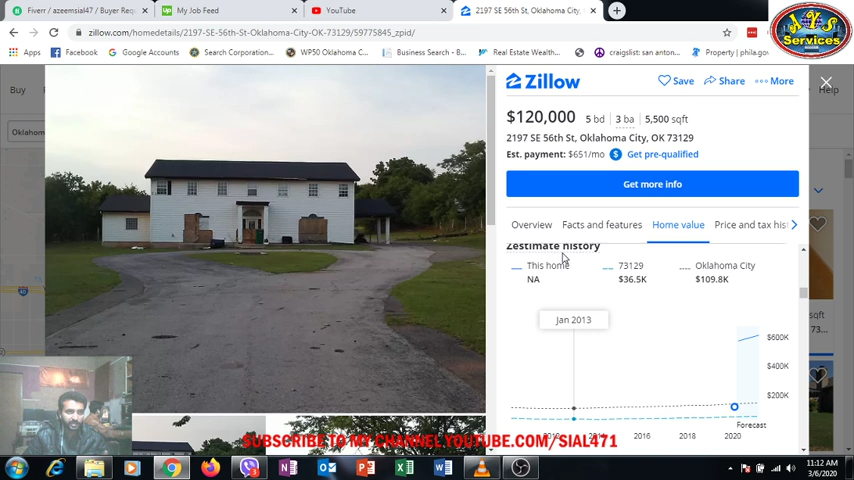 Fiverr / azeemsial47 / Buyer Requ
My Job Feed
YouTube
2197 SE 56th St, Oklahoma City,
zillow.com/homedetails/2197-SE-56th-St-Oklahoma-City-OK-73129/59775845_zpid/
Apps
Facebook
Google Accounts
Search Corporation...
WP50 Oklahoma C...
Business Search - B...
Real Estate Wealth...
craigslist: san anton...
Property | phila.gov
JYS
Services
Buy
Help
Oklahom
Zillow
Save
Share
More
$120,000
5 bd
3 ba
5,500 sqft
2197 SE 56th St, Oklahoma City, OK 73129
Est. payment: $651/mo
$ Get pre-qualified
Get more info
Overview
Facts and features
Home value
Price and tax his
Zestimate history
This home
73129
Oklahoma City
NA
$36.5K
$109.8K
sqft
73...
Jan 2013
$600K
$400K
$200K
2016
2018
2020
Forecast
SUBSCRIBE TO MY CHANNEL YOUTUBE.COM/SIAL471
11:12 AM
3/6/2020